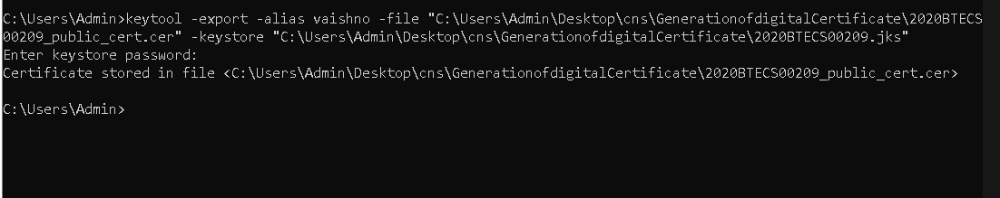 C:\Users\Admin>keytool -export -alias vaishno -file "C:\Users\Admin\Desktop\cns\GenerationofdigitalCertificate\2020BTECS
00209_public_cert.cer" -keystore "C:\Users\Admin\Desktop\cns\GenerationofdigitalCertificate\2020BTECS00209.jks"
Enter keystore password:
Certificate stored in file <C:\Users\Admin\Desktop\cns\GenerationofdigitalCertificate\2020BTECS00209_public_cert.cer>
C:\Users\Admin>